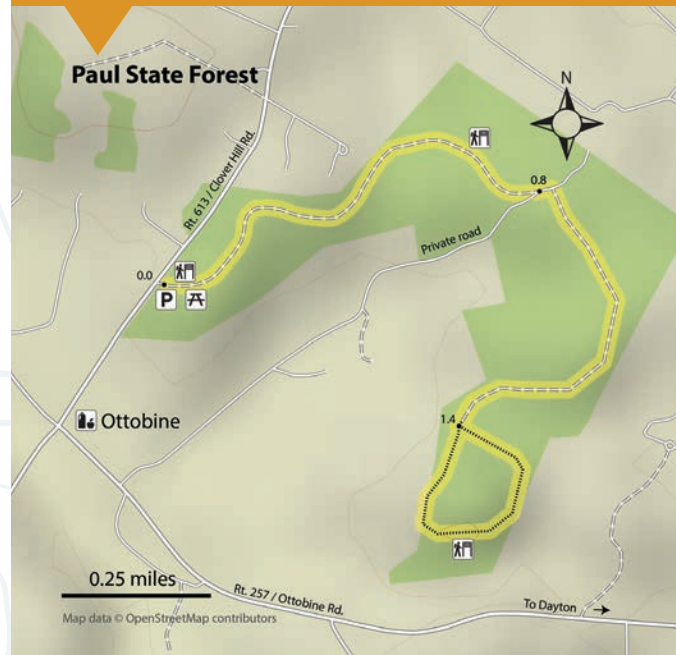 Paul State Forest
N
Rt. 613 / Clover Hill Rd.
0.8
Private road
0.0
P
1.4
Ottobine
0.25 miles
Rt. 257 / Ottobine Rd.
To Dayton
Map data © OpenStreetMap contributors